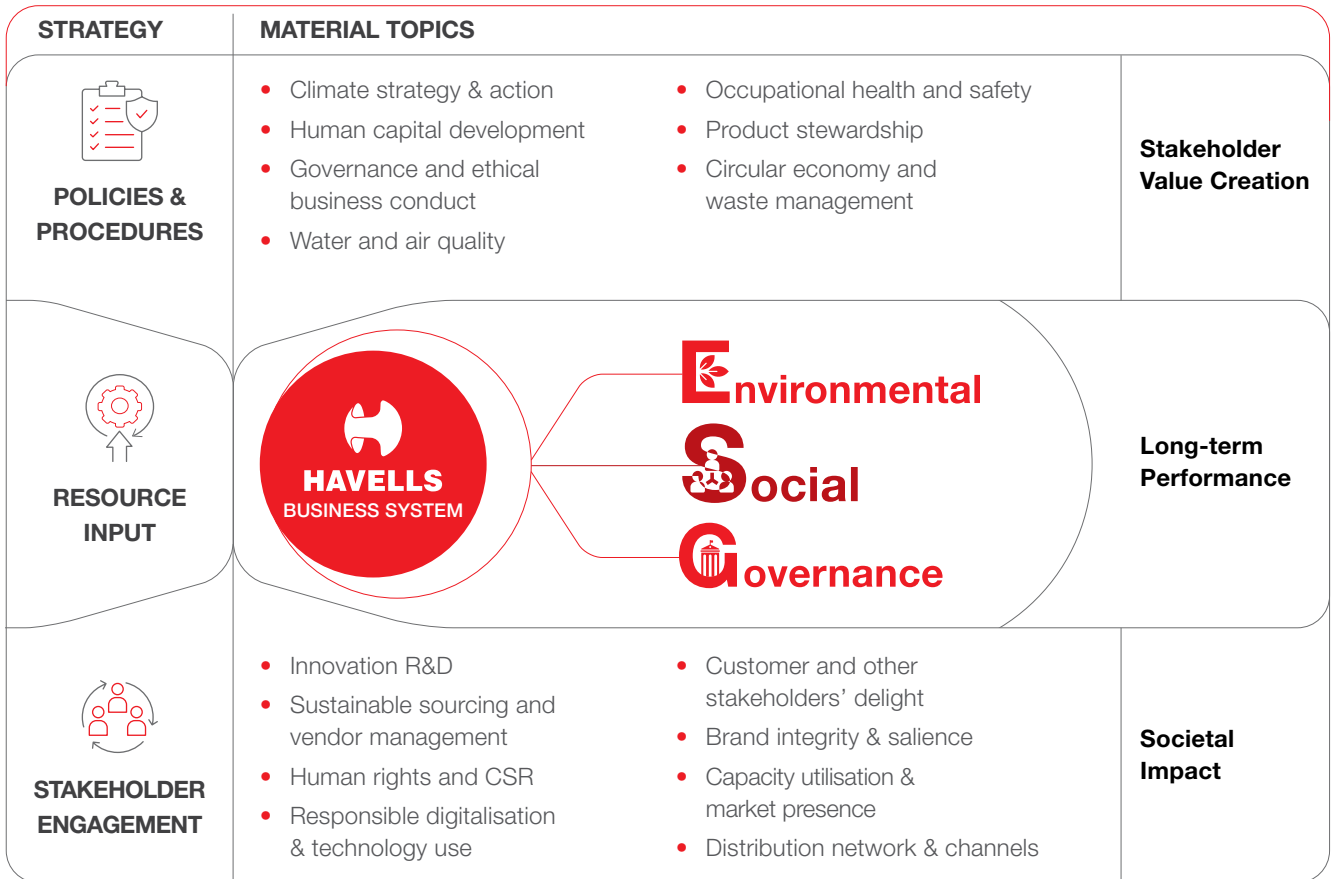 STRATEGY
MATERIAL TOPICS
POLICIES &
PROCEDURES
• Climate strategy & action
• Human capital development
• Governance and ethical
business conduct
• Water and air quality
• Occupational health and safety
• Product stewardship
• Circular economy and
waste management
Stakeholder
Value Creation
RESOURCE
INPUT
HAVELLS
BUSINESS SYSTEM
Environmental
Social
Governance
Long-term
Performance
STAKEHOLDER
ENGAGEMENT
• Innovation R&D
• Sustainable sourcing and
vendor management
• Human rights and CSR
• Responsible digitalisation
& technology use
• Customer and other
stakeholders’ delight
• Brand integrity & salience
• Capacity utilisation &
market presence
• Distribution network & channels
Societal
Impact